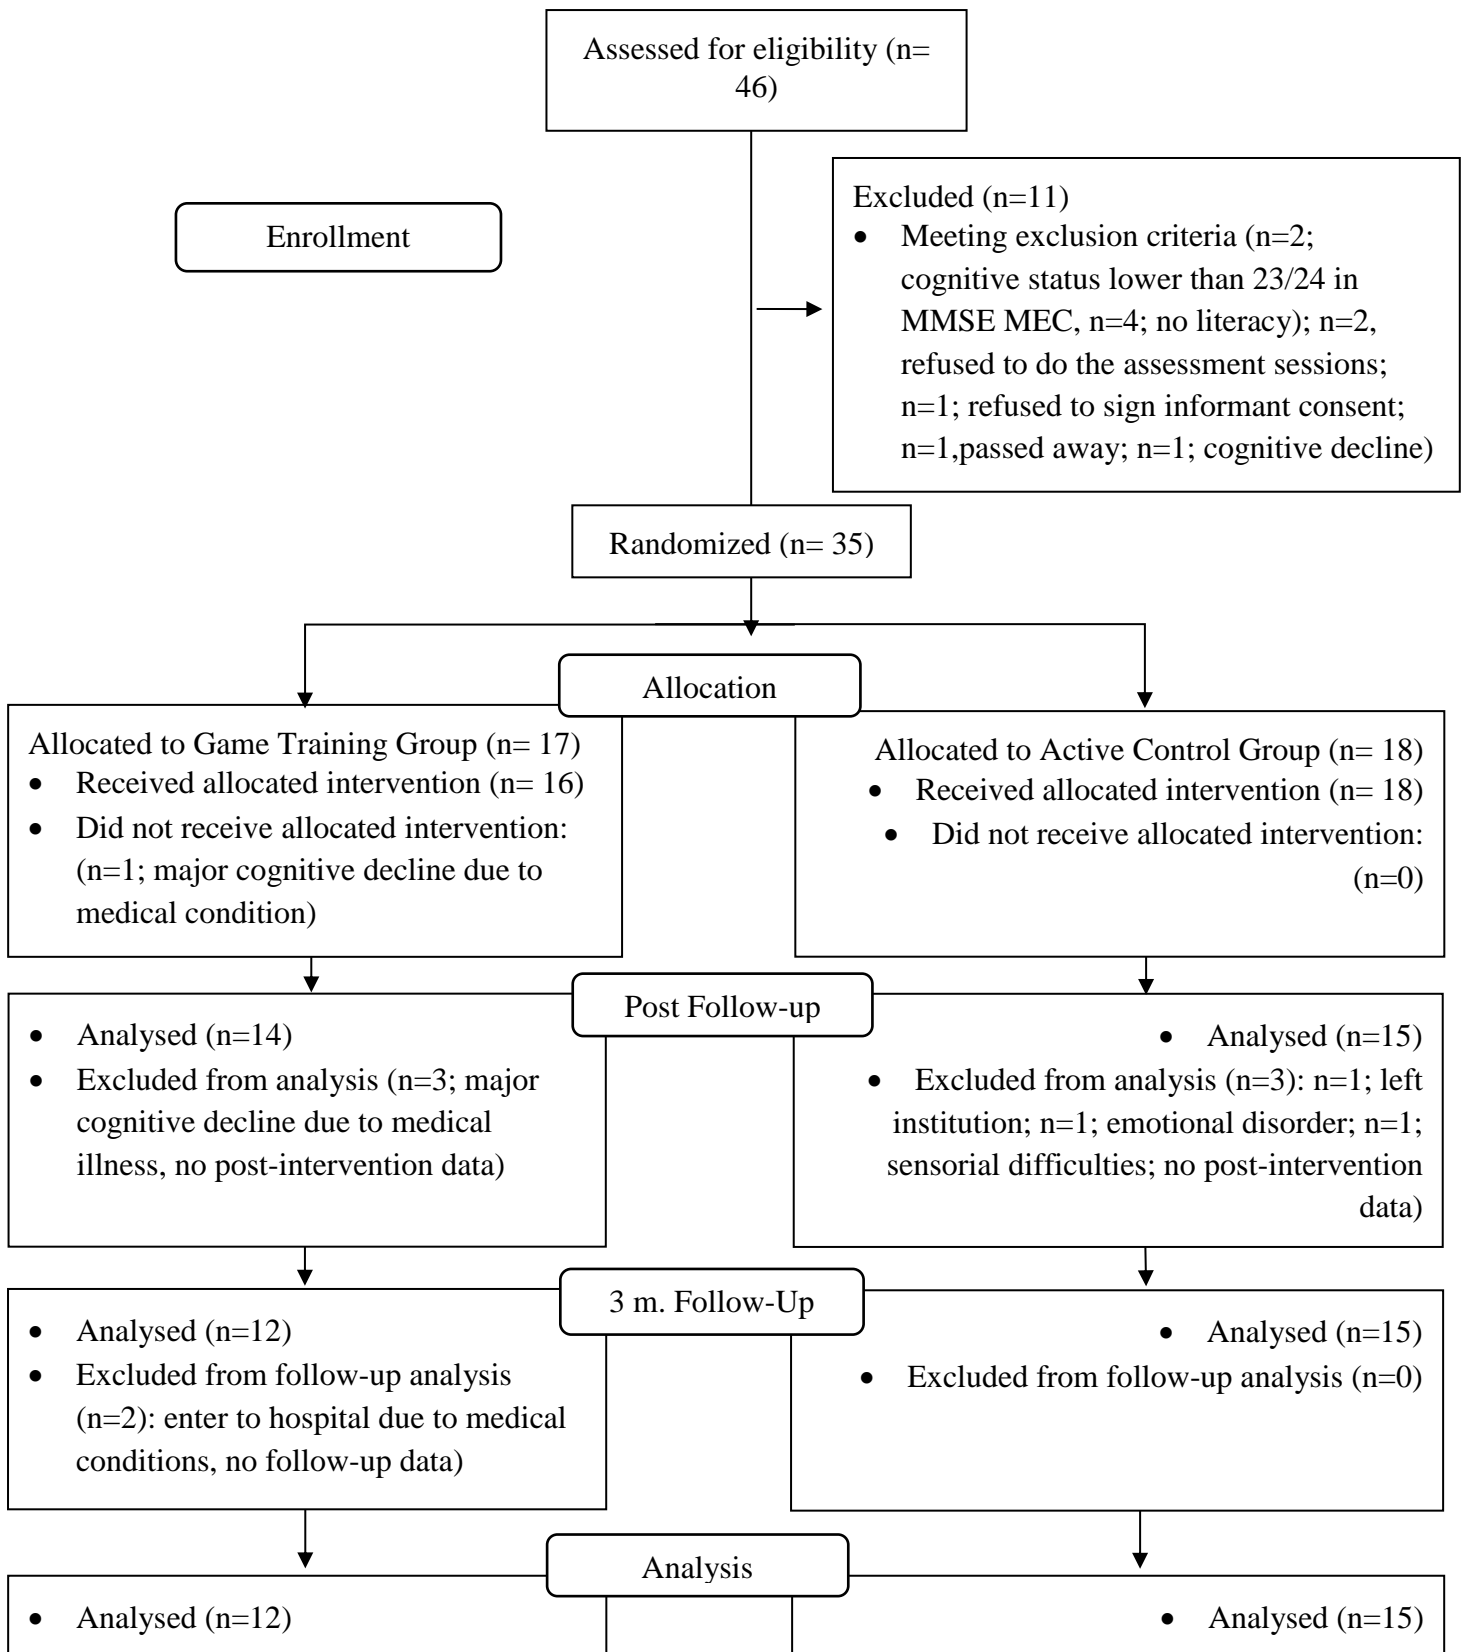 Assessed for eligibility (n=
46)
Excluded (n=11)
• Meeting exclusion criteria (n=2;
cognitive status lower than 23/24 in
MMSE MEC, n=4; no literacy); n=2,
refused to do the assessment sessions;
n=1; refused to sign informant consent;
n=1,passed away; n=1; cognitive decline)
Enrollment
Randomized (n= 35)
Allocation
Allocated to Game Training Group (n= 17)
• Received allocated intervention (n= 16)
• Did not receive allocated intervention:
(n=1; major cognitive decline due to
medical condition)
Allocated to Active Control Group (n= 18)
• Received allocated intervention (n= 18)
• Did not receive allocated intervention:
(n=0)
Post Follow-up
• Analysed (n=14)
• Excluded from analysis (n=3; major
cognitive decline due to medical
illness, no post-intervention data)
• Analysed (n=15)
• Excluded from analysis (n=3): n=1; left
institution; n=1; emotional disorder; n=1;
sensorial difficulties; no post-intervention
data)
3 m. Follow-Up
• Analysed (n=12)
• Excluded from follow-up analysis
(n=2): enter to hospital due to medical
conditions, no follow-up data)
• Analysed (n=15)
• Excluded from follow-up analysis (n=0)
Analysis
• Analysed (n=12)
• Analysed (n=15)